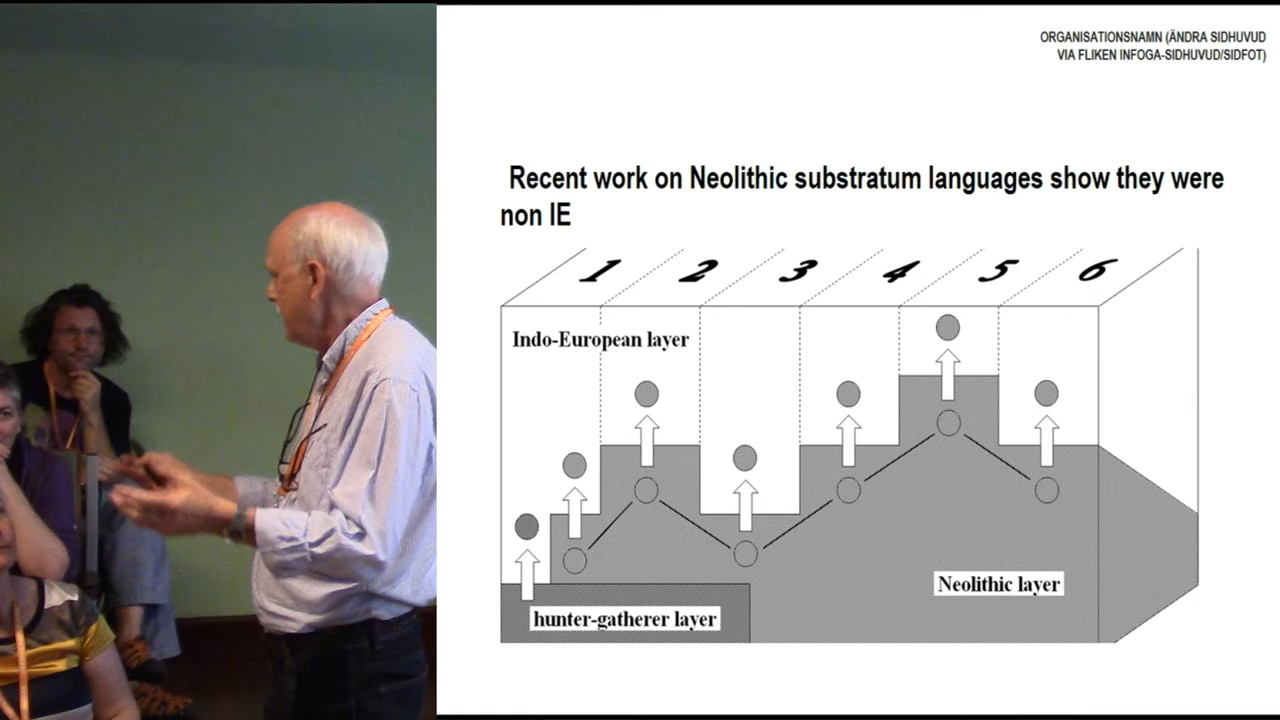 ORGANISATIONSNAMN (ÄNDRA SIDHUVUD
VIA FLIKEN INFOGA-SIDHUVUD/SIDFOT)
Recent work on Neolithic substratum languages show they were
non IE
1 2 3 4 5 6
Indo-European layer
Neolithic layer
hunter-gatherer layer